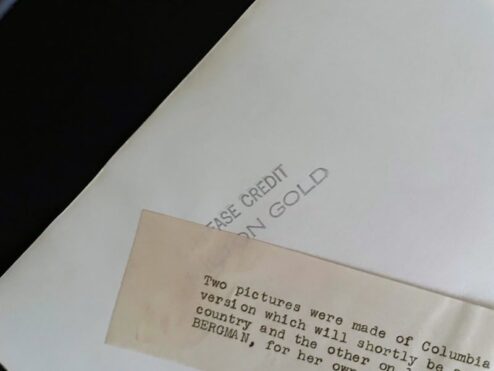 EASE CREDIT
ON GOLD
Two pictures were made of Columbia
version which will shortly be
country and the other on
BERGMAN, for her own